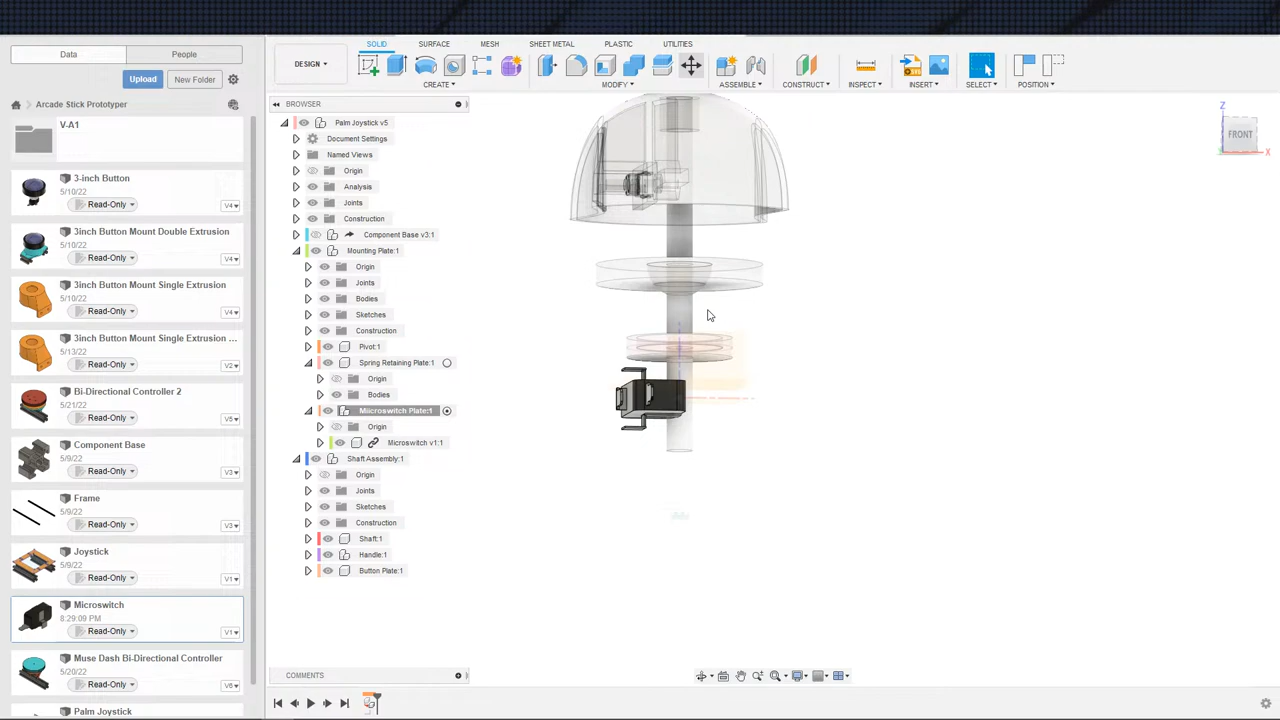 Data
People
Upload
New Folder
Arcade Stick Prototyper
V-A1
3-inch Button
5/10/22
Read-Only
V4
3inch Button Mount Double Extrusion
5/10/22
Read-Only
V4
3inch Button Mount Single Extrusion
5/10/22
Read-Only
V4
3inch Button Mount Single Extrusion ...
5/13/22
Read-Only
V2
Bi-Directional Controller 2
5/21/22
Read-Only
V5
Component Base
5/9/22
Read-Only
V3
Frame
5/9/22
Read-Only
V3
Joystick
5/9/22
Read-Only
V1
Microswitch
8:29:09 PM
Read-Only
V1
Muse Dash Bi-Directional Controller
5/20/22
Read-Only
V6
Palm Joystick
DESIGN
SOLID
SURFACE
MESH
SHEET METAL
PLASTIC
UTILITIES
CREATE
MODIFY
ASSEMBLE
CONSTRUCT
INSPECT
INSERT
SELECT
POSITION
BROWSER
Palm Joystick v5
Document Settings
Named Views
Origin
Analysis
Joints
Construction
Component Base v3:1
Mounting Plate:1
Origin
Joints
Bodies
Sketches
Construction
Pivot:1
Spring Retaining Plate:1
Origin
Bodies
Miicroswitch Plate:1
Origin
Microswitch v1:1
Shaft Assembly:1
Origin
Joints
Sketches
Construction
Shaft:1
Handle:1
Button Plate:1
Z
FRONT
X
COMMENTS